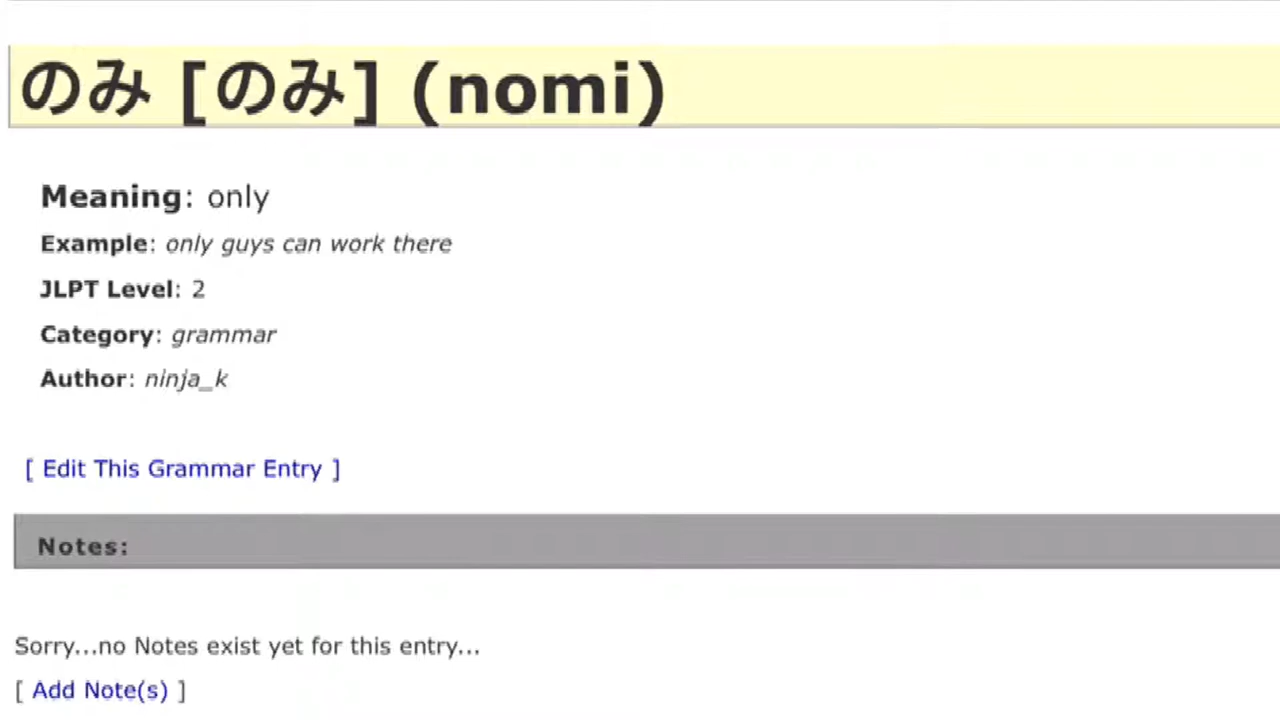 のみ [のみ] (nomi)
Meaning: only
Example: only guys can work there
JLPT Level: 2
Category: grammar
Author: ninja_k
[ Edit This Grammar Entry ]
Notes:
Sorry...no Notes exist yet for this entry...
[ Add Note(s) ]